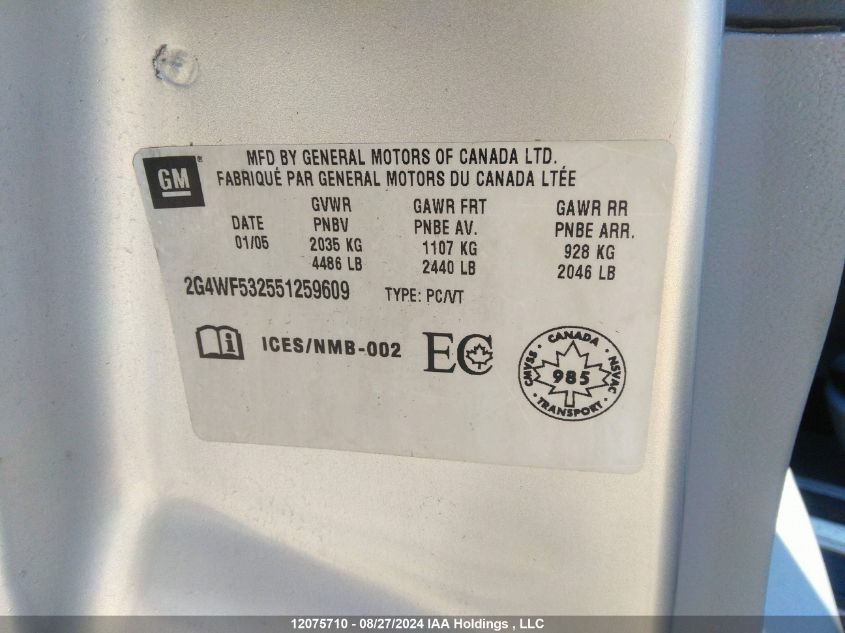 GM ®
MFD BY GENERAL MOTORS OF CANADA LTD.
FABRIQUÉ PAR GENERAL MOTORS DU CANADA LTÉE
GVWR GAWR FRT GAWR RR
DATE PNBV PNBE AV. PNBE ARR.
01/05 2035 KG 1107 KG 928 KG
4486 LB 2440 LB 2046 LB
2G4WF532551259609 TYPE: PC/VT
i ICES/NMB-002 EC
CANADA
CMVSS 985 NSVAC
TRANSPORT
12075710 - 08/27/2024 IAA Holdings , LLC